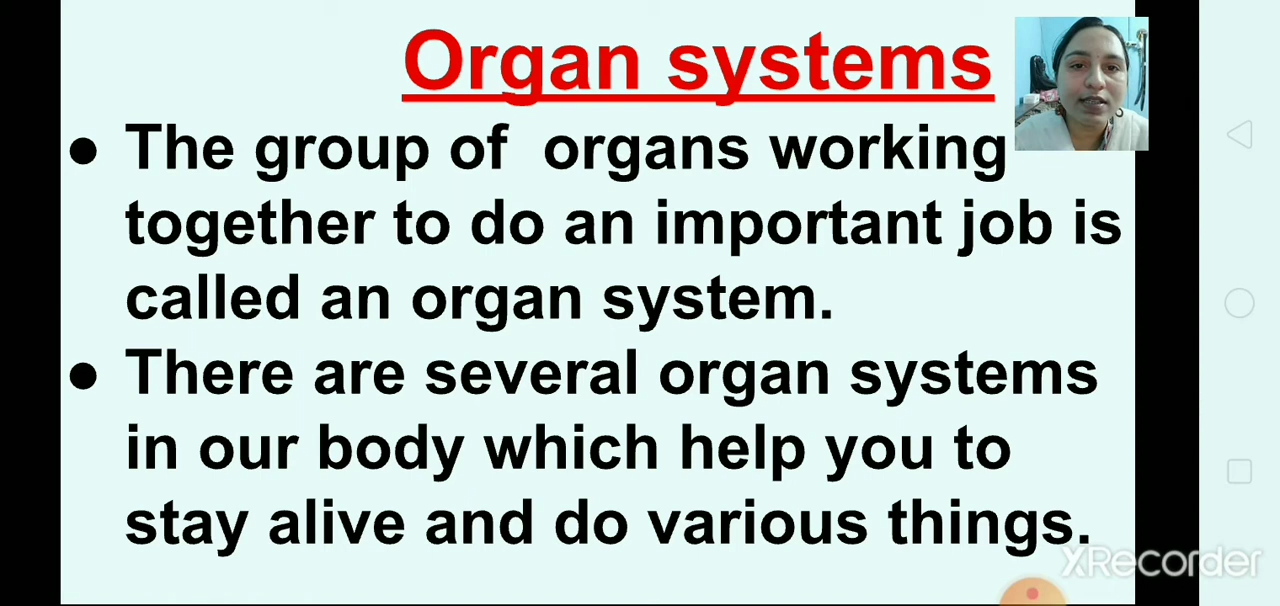 Organ systems
● The group of organs working
together to do an important job is
called an organ system.
● There are several organ systems
in our body which help you to
stay alive and do various things.
XRecorder